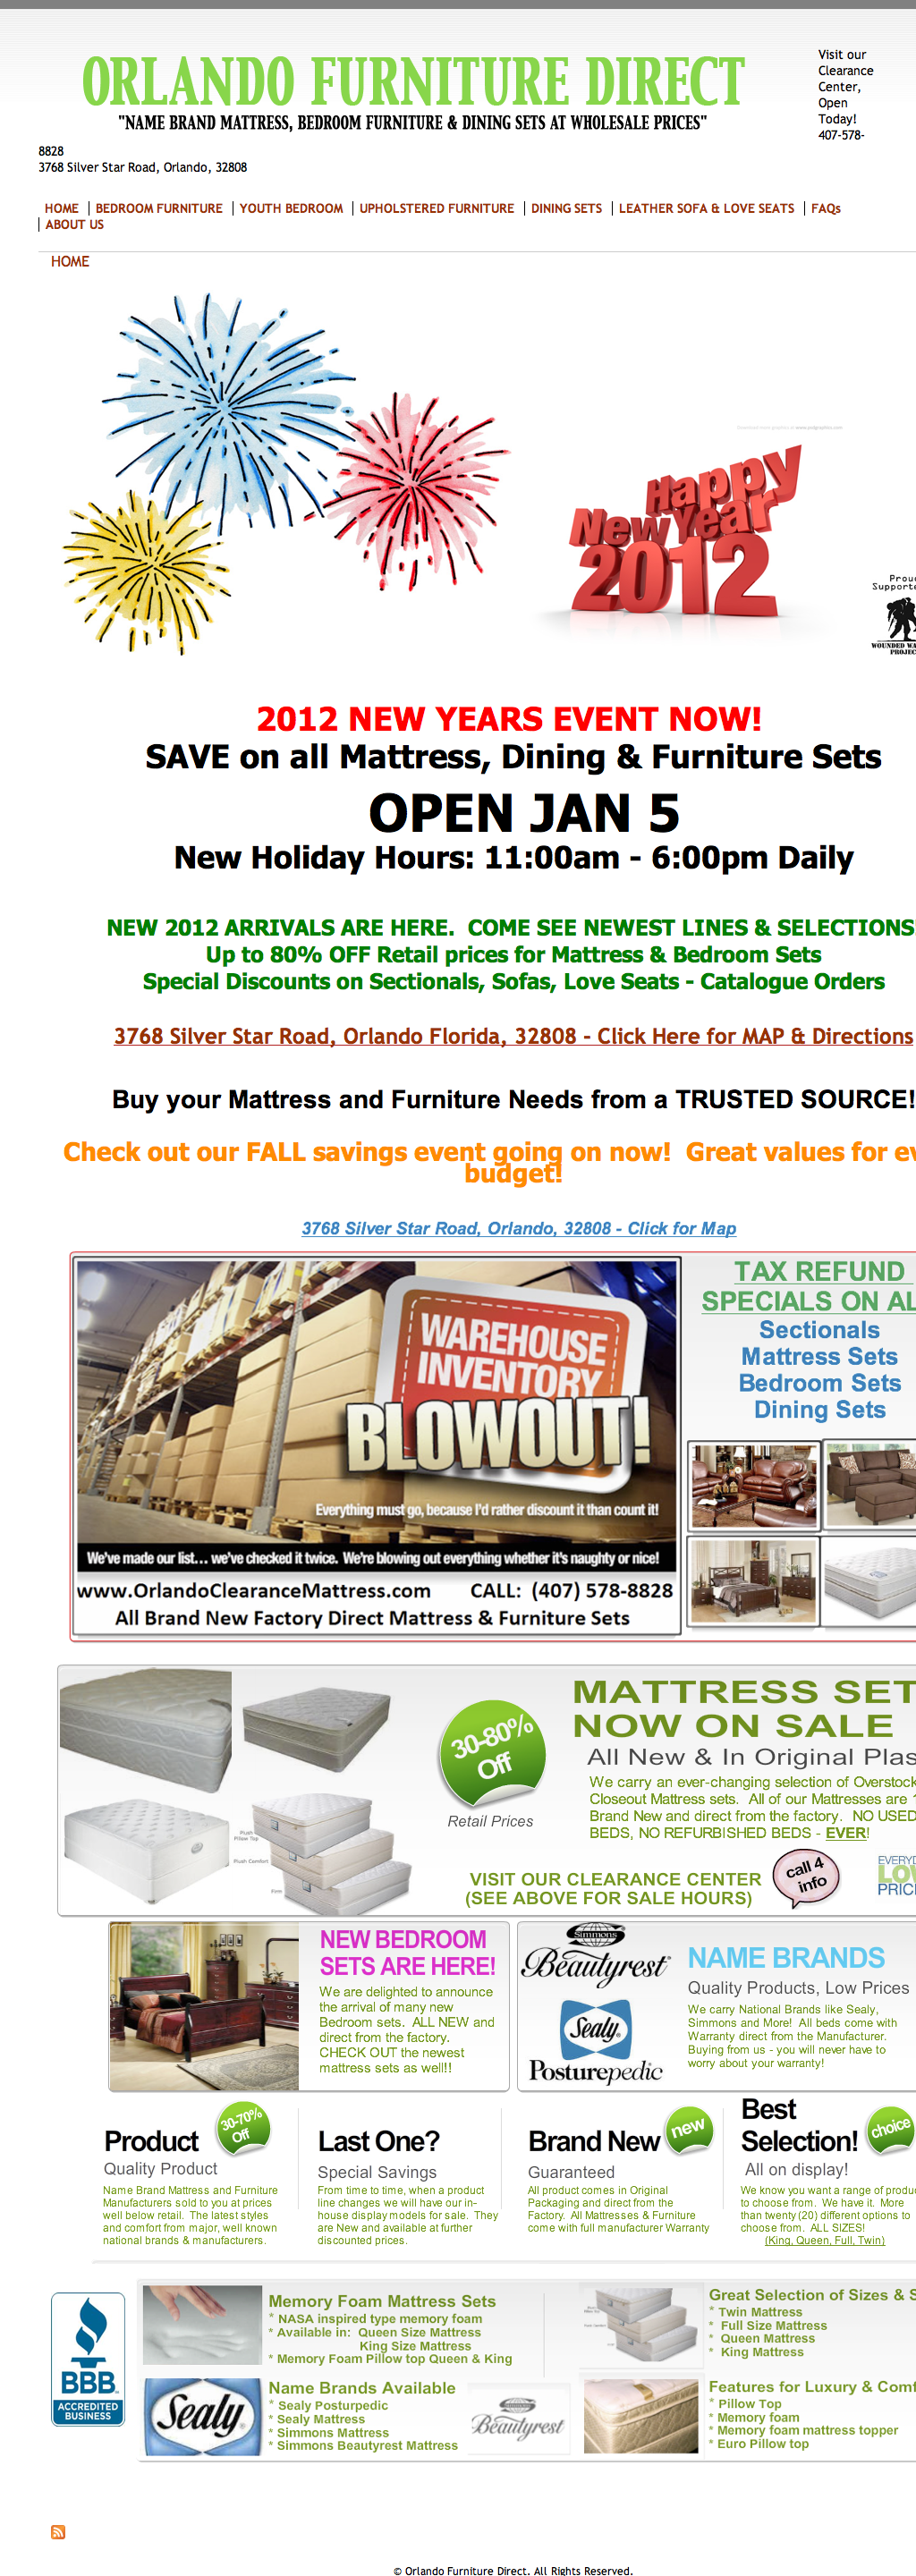 ORLANDO FURNITURE DIRECT
"NAME BRAND MATTRESS, BEDROOM FURNITURE & DINING SETS AT WHOLESALE PRICES"
Visit our
Clearance
Center,
Open
Today!
407-578-
8828
3768 Silver Star Road, Orlando, 32808
HOME | BEDROOM FURNITURE | YOUTH BEDROOM | UPHOLSTERED FURNITURE | DINING SETS | LEATHER SOFA & LOVE SEATS | FAQs
| ABOUT US
HOME
Happy
New Year
2012
Supporte
WOUNDED WA
PROJEC
2012 NEW YEARS EVENT NOW!
SAVE on all Mattress, Dining & Furniture Sets
OPEN JAN 5
New Holiday Hours: 11:00am - 6:00pm Daily
NEW 2012 ARRIVALS ARE HERE. COME SEE NEWEST LINES & SELECTIONS
Up to 80% OFF Retail prices for Mattress & Bedroom Sets
Special Discounts on Sectionals, Sofas, Love Seats - Catalogue Orders
3768 Silver Star Road, Orlando Florida, 32808 - Click Here for MAP & Directions
Buy your Mattress and Furniture Needs from a TRUSTED SOURCE!
Check out our FALL savings event going on now! Great values for ev
budget!
3768 Silver Star Road, Orlando, 32808 - Click for Map
WAREHOUSE
INVENTORY
BLOWOUT!
Everything must go, because I'd rather discount it than count it!
We've made our list... we've checked it twice. We're blowing out everything whether it's naughty or nice!
www.OrlandoClearanceMattress.com CALL: (407) 578-8828
All Brand New Factory Direct Mattress & Furniture Sets
TAX REFUND
SPECIALS ON AL
Sectionals
Mattress Sets
Bedroom Sets
Dining Sets
30-80%
Off
Retail Prices
Plush
Pillow Top
Plush Comfort
Firm
MATTRESS SET
NOW ON SALE
All New & In Original Plas
We carry an ever-changing selection of Overstock
Closeout Mattress sets. All of our Mattresses are 1
Brand New and direct from the factory. NO USED
BEDS, NO REFURBISHED BEDS - EVER!
VISIT OUR CLEARANCE CENTER
(SEE ABOVE FOR SALE HOURS)
call 4
info
EVERYD
LOW
PRIC
NEW BEDROOM
SETS ARE HERE!
We are delighted to announce
the arrival of many new
Bedroom sets. ALL NEW and
direct from the factory.
CHECK OUT the newest
mattress sets as well!!
Simmons
Beautyrest
Sealy
Posturepedic
NAME BRANDS
Quality Products, Low Prices
We carry National Brands like Sealy,
Simmons and More! All beds come with
Warranty direct from the Manufacturer.
Buying from us - you will never have to
worry about your warranty!
Product
30-70%
Off
Quality Product
Name Brand Mattress and Furniture
Manufacturers sold to you at prices
well below retail. The latest styles
and comfort from major, well known
national brands & manufacturers.
Last One?
Special Savings
From time to time, when a product
line changes we will have our in-
house display models for sale. They
are New and available at further
discounted prices.
Brand New
new
Guaranteed
All product comes in Original
Packaging and direct from the
Factory. All Mattresses & Furniture
come with full manufacturer Warranty
Best
Selection!
choice
All on display!
We know you want a range of produc
to choose from. We have it. More
than twenty (20) different options to
choose from. ALL SIZES!
(King, Queen, Full, Twin)
BBB
ACCREDITED
BUSINESS
Memory Foam Mattress Sets
* NASA inspired type memory foam
* Available in: Queen Size Mattress
King Size Mattress
* Memory Foam Pillow top Queen & King
Sealy
Name Brands Available
* Sealy Posturepedic
* Sealy Mattress
* Simmons Mattress
* Simmons Beautyrest Mattress
Beautyrest
Great Selection of Sizes & S
* Twin Mattress
* Full Size Mattress
* Queen Mattress
* King Mattress
Features for Luxury & Comf
* Pillow Top
* Memory foam
* Memory foam mattress topper
* Euro Pillow top
© Orlando Furniture Direct. All Rights Reserved.